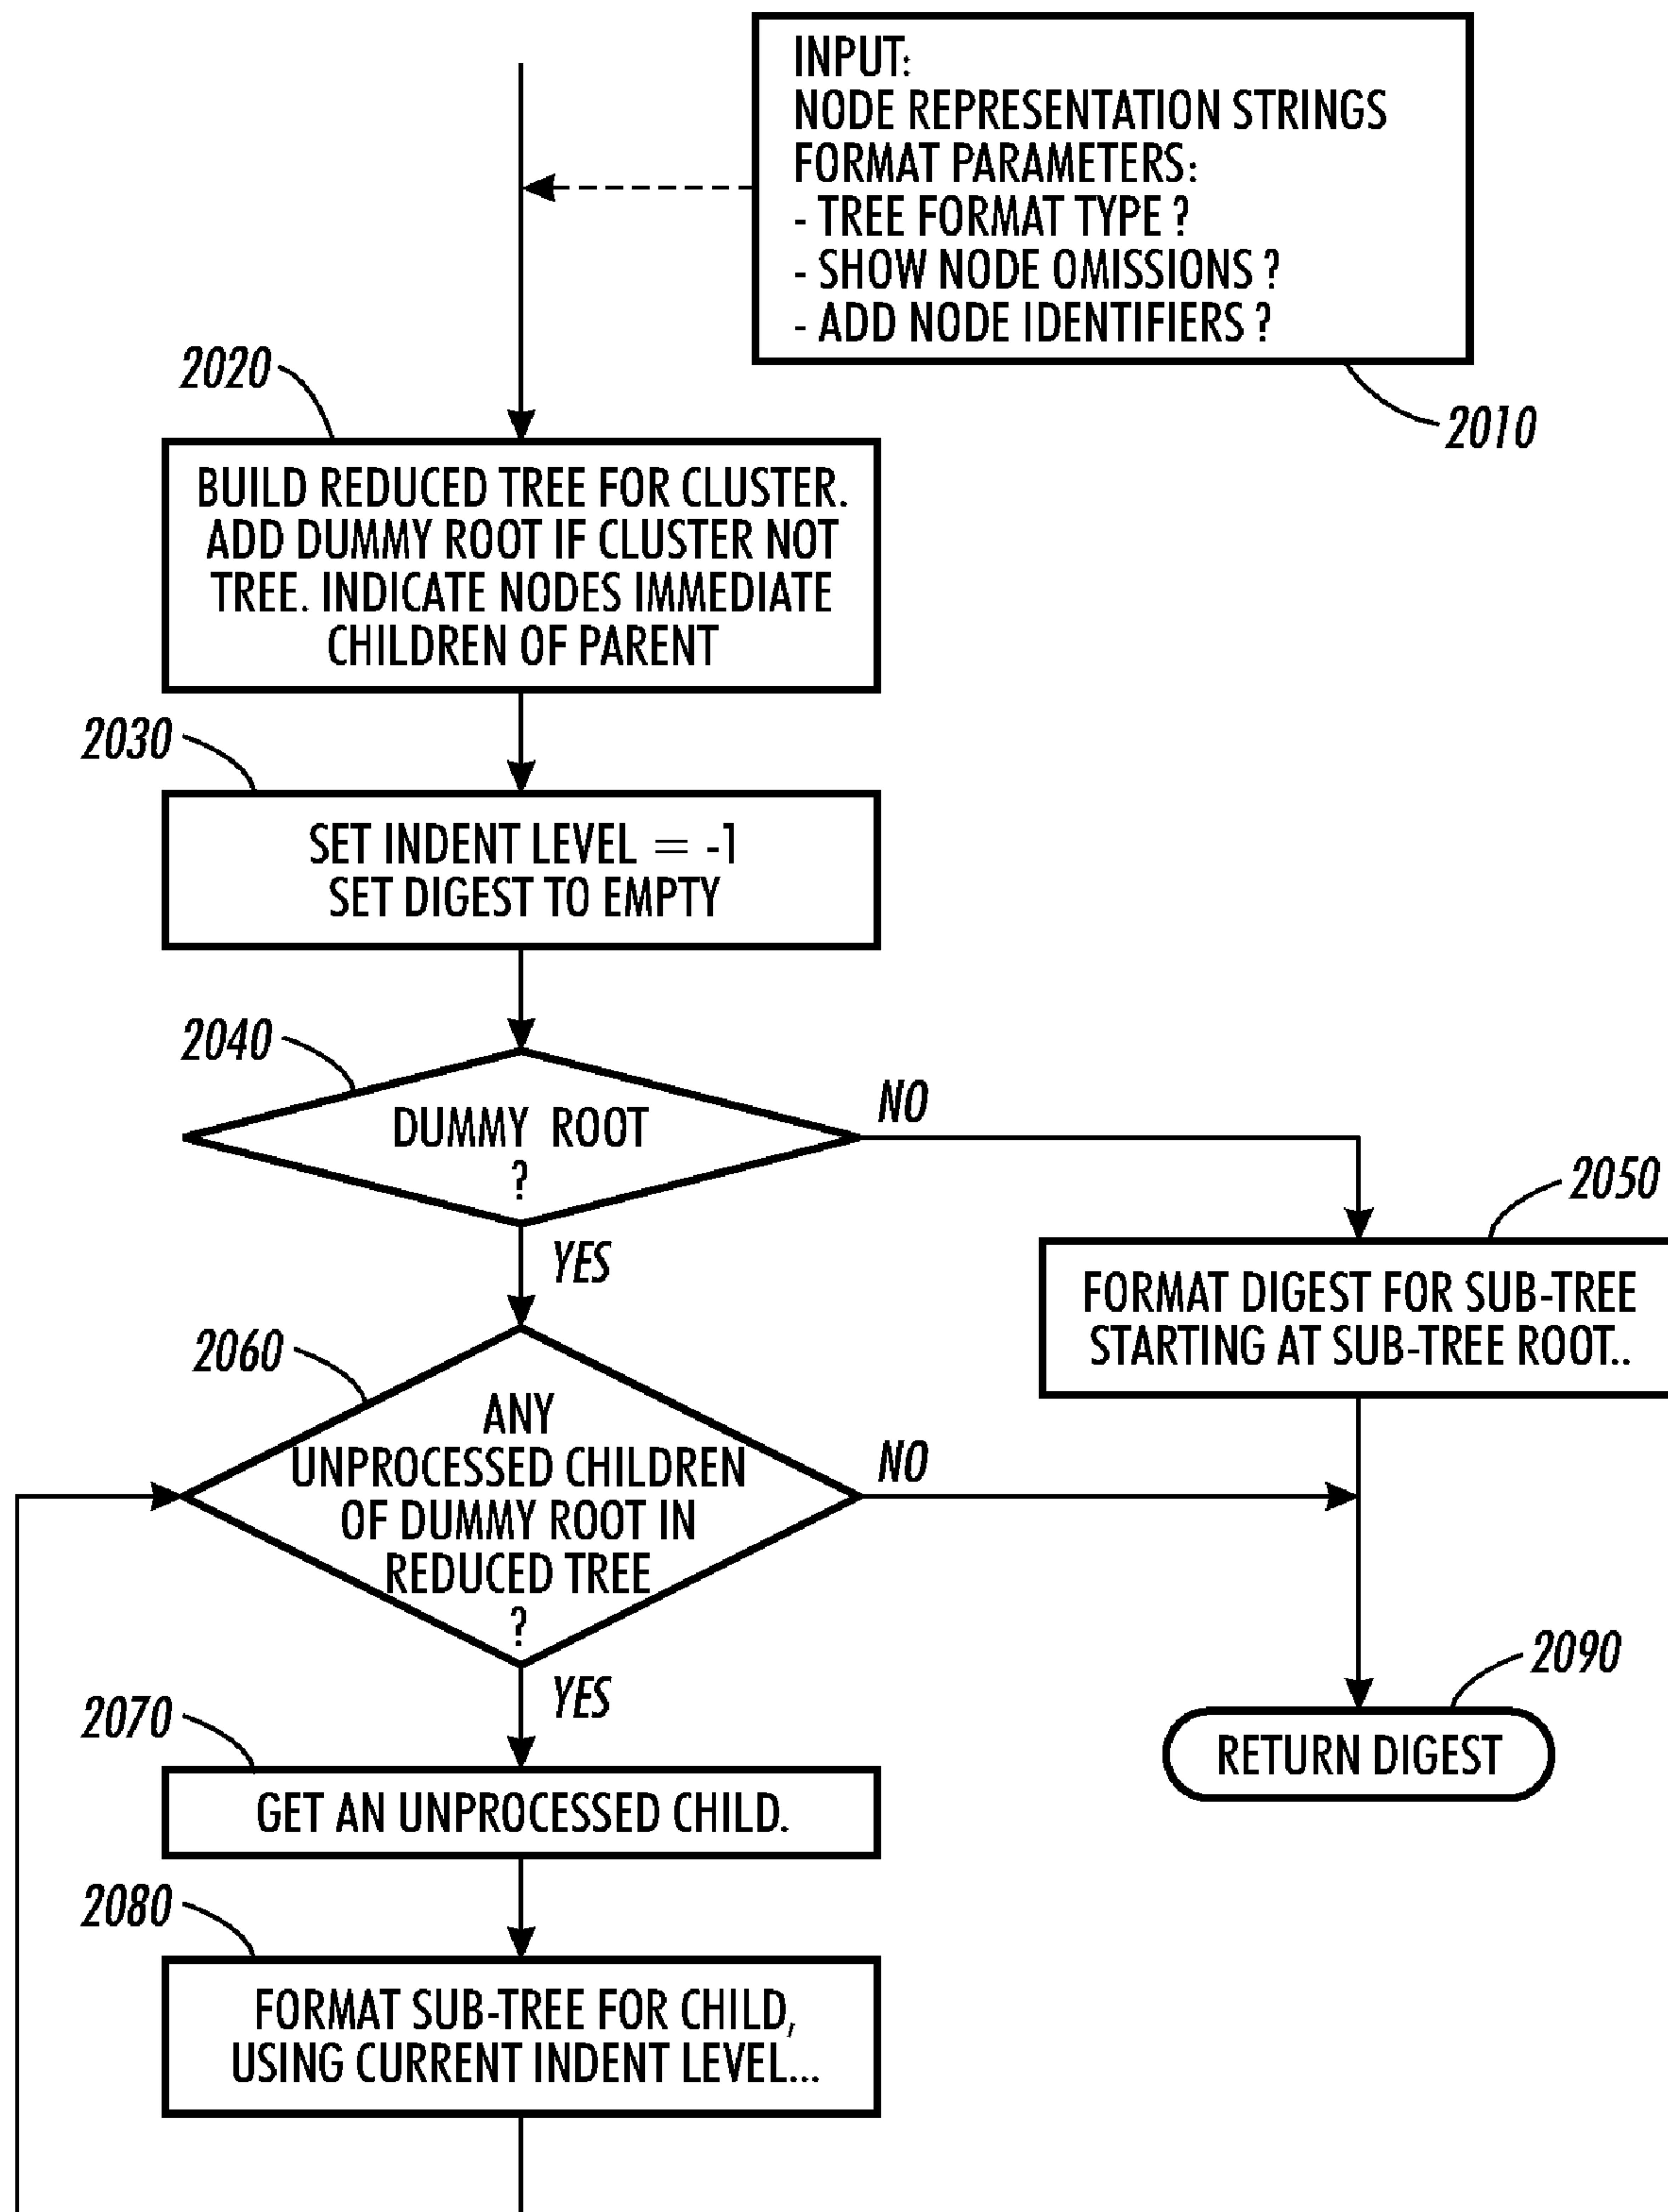 INPUT:
NODE REPRESENTATION STRINGS
FORMAT PARAMETERS:
- TREE FORMAT TYPE ?
- SHOW NODE OMISSIONS ?
- ADD NODE IDENTIFIERS ?
2010
2020
BUILD REDUCED TREE FOR CLUSTER.
ADD DUMMY ROOT IF CLUSTER NOT
TREE. INDICATE NODES IMMEDIATE
CHILDREN OF PARENT
2030
SET INDENT LEVEL = -1
SET DIGEST TO EMPTY
2040
DUMMY ROOT
?
NO
YES
2050
FORMAT DIGEST FOR SUB-TREE
STARTING AT SUB-TREE ROOT..
2060
ANY
UNPROCESSED CHILDREN
OF DUMMY ROOT IN
REDUCED TREE
?
NO
YES
2090
RETURN DIGEST
2070
GET AN UNPROCESSED CHILD.
2080
FORMAT SUB-TREE FOR CHILD,
USING CURRENT INDENT LEVEL...